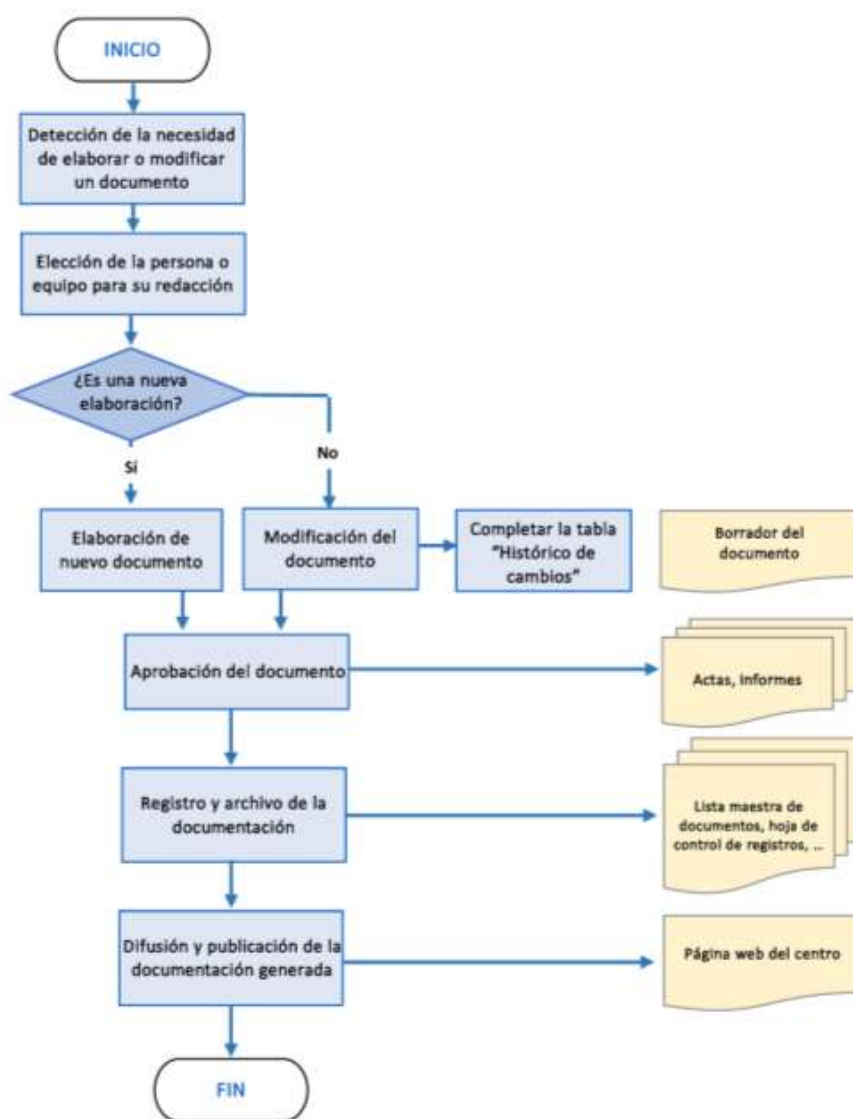 INICIO
Detección de la necesidad
de elaborar o modificar
un documento
Elección de la persona o
equipo para su redacción
¿Es una nueva
elaboración?
Sí
No
Elaboración de
nuevo documento
Modificación del
documento
Completar la tabla
“Histórico de
cambios”
Borrador del
documento
Aprobación del documento
Actas, Informes
Registro y archivo de la
documentación
Lista maestra de
documentos, hoja de
control de registros, ...
Difusión y publicación de la
documentación generada
Página web del centro
FIN